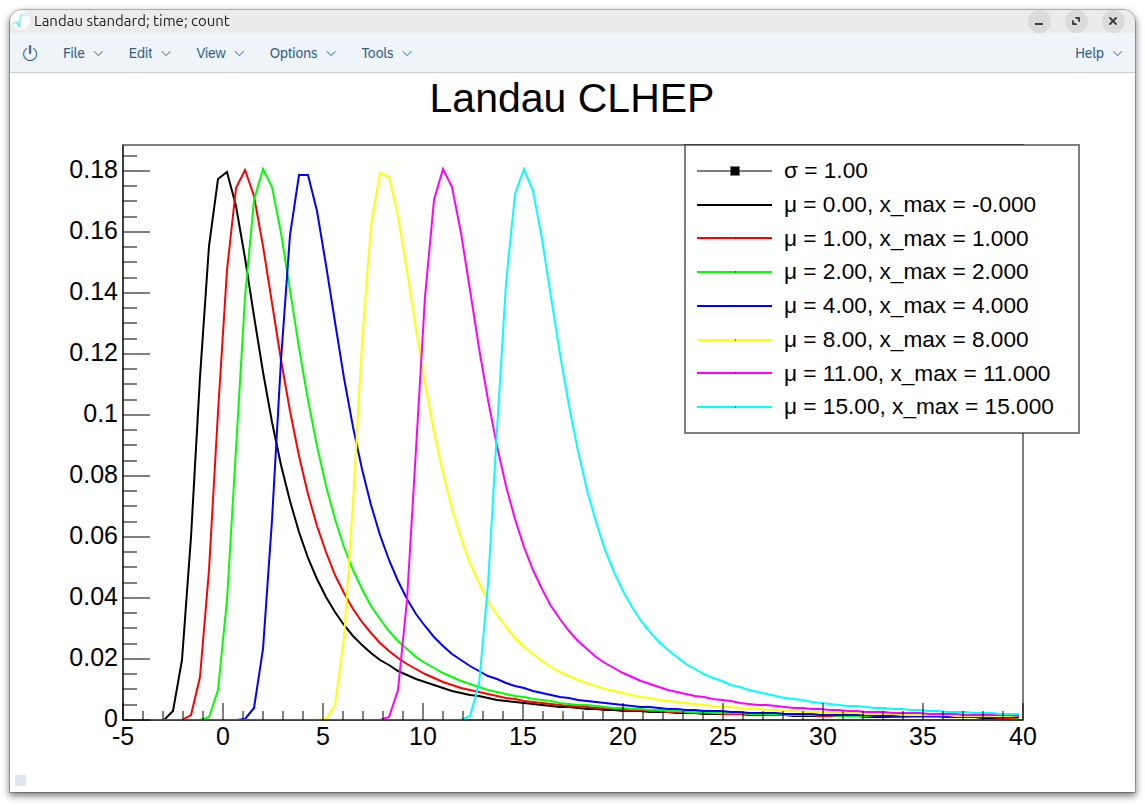 Landau standard; time; count
File Edit View Options Tools Help
Landau CLHEP
σ = 1.00
μ = 0.00, x_max = -0.000
μ = 1.00, x_max = 1.000
μ = 2.00, x_max = 2.000
μ = 4.00, x_max = 4.000
μ = 8.00, x_max = 8.000
μ = 11.00, x_max = 11.000
μ = 15.00, x_max = 15.000
0.18
0.16
0.14
0.12
0.1
0.08
0.06
0.04
0.02
0
-5 0 5 10 15 20 25 30 35 40